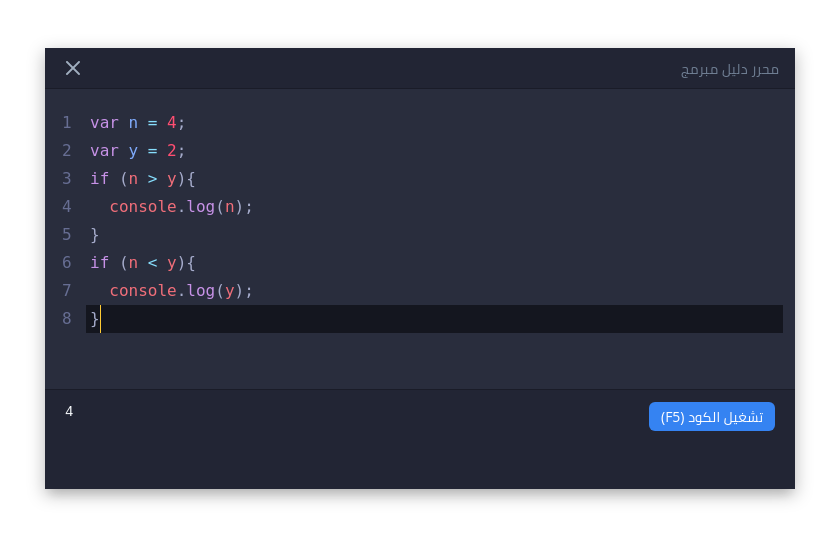 محرر دليل مبرمج
1 var n = 4;
2 var y = 2;
3 if (n > y){
4   console.log(n);
5 }
6 if (n < y){
7   console.log(y);
8 }
4
تشغيل الكود (F5)